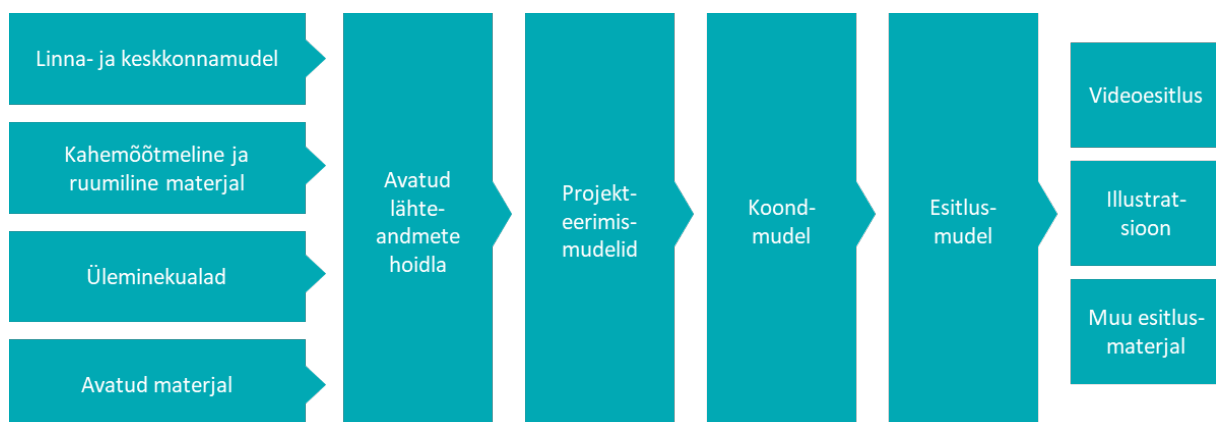 Linna- ja keskkonnamudel
Kahemõõtmeline ja
ruumiline materjal
Üleminekualad
Avatud materjal
Avatud
lähte-
andmete
hoidla
Projekt-
eerimis-
mudelid
Koond-
mudel
Esitlus-
mudel
Videoesitlus
Illustrat-
sioon
Muu esitlus-
materjal